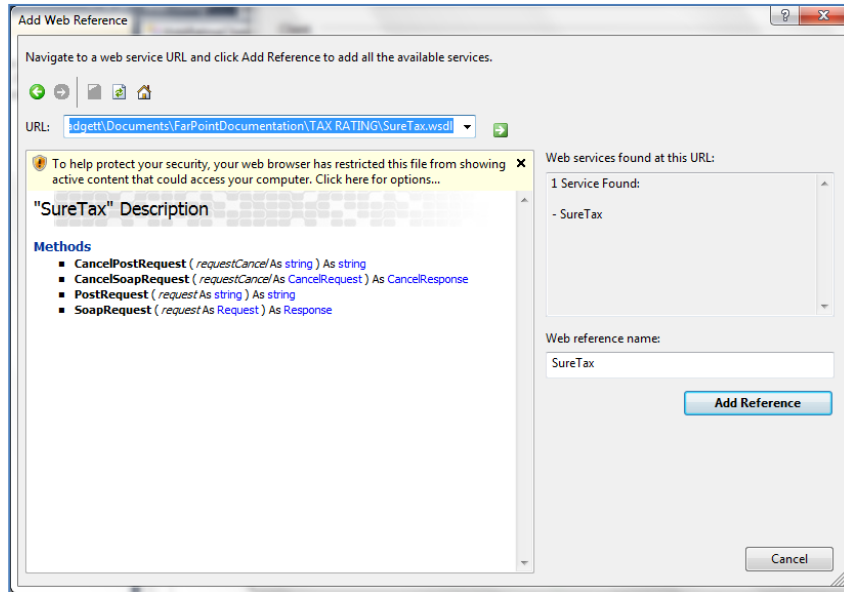 Add Web Reference
Navigate to a web service URL and click Add Reference to add all the available services.
URL: adgett\Documents\FarPointDocumentation\TAX RATING\SureTax.wsdl
To help protect your security, your web browser has restricted this file from showing
active content that could access your computer. Click here for options...
"SureTax" Description
Methods
CancelPostRequest ( requestCancel As string ) As string
CancelSoapRequest ( requestCancel As CancelRequest ) As CancelResponse
PostRequest ( request As string ) As string
SoapRequest ( request As Request ) As Response
Web services found at this URL:
1 Service Found:
- SureTax
Web reference name:
SureTax
Add Reference
Cancel